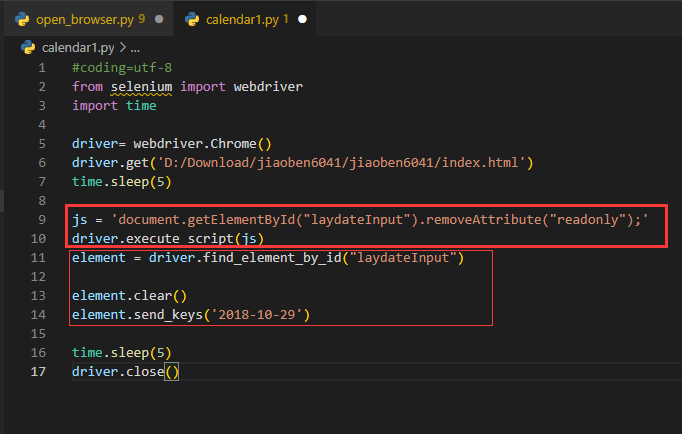 open_browser.py 9
calendar1.py 1
calendar1.py > ...
1 #coding=utf-8
2 from selenium import webdriver
3 import time
4
5 driver= webdriver.Chrome()
6 driver.get('D:/Download/jiaoben6041/jiaoben6041/index.html')
7 time.sleep(5)
8
9 js = 'document.getElementById("laydateInput").removeAttribute("readonly");'
10 driver.execute_script(js)
11 element = driver.find_element_by_id("laydateInput")
12
13 element.clear()
14 element.send_keys('2018-10-29')
15
16 time.sleep(5)
17 driver.close()